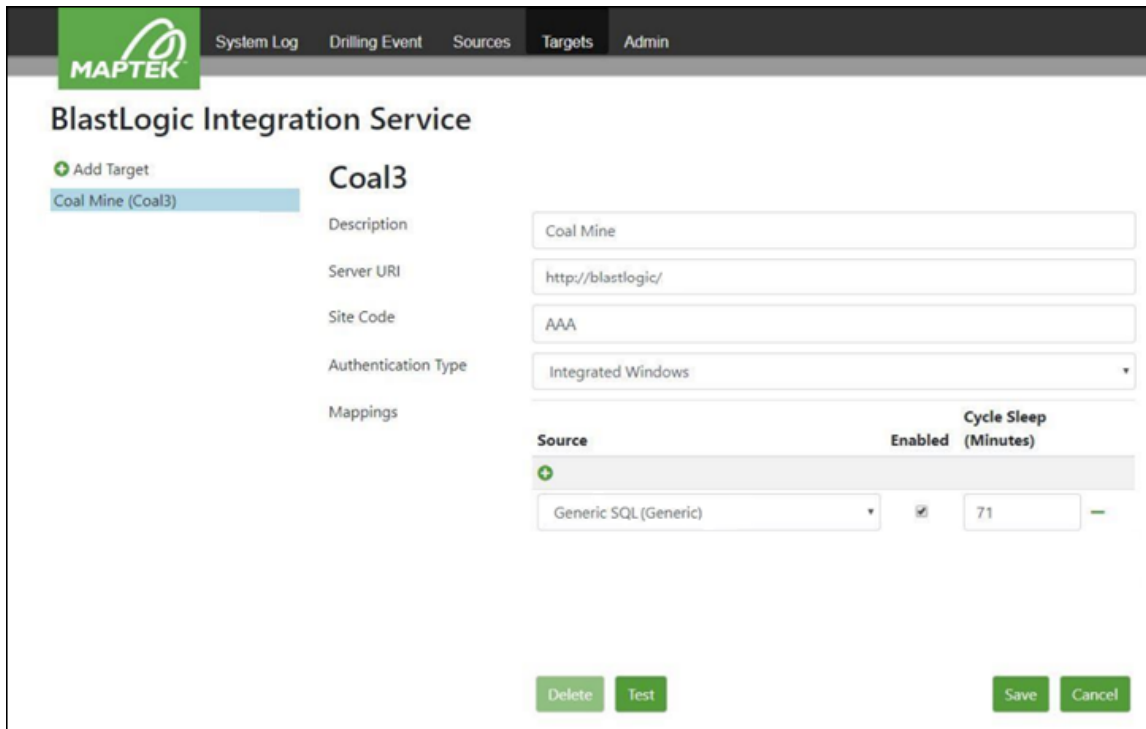 MAPTEK
System Log Drilling Event Sources Targets Admin
BlastLogic Integration Service
Add Target
Coal Mine (Coal3)
Coal3
Description Coal Mine
Server URI http://blastlogic/
Site Code AAA
Authentication Type Integrated Windows
Mappings
Source Enabled Cycle Sleep
(Minutes)
Generic SQL (Generic) 71
Delete Test Save Cancel